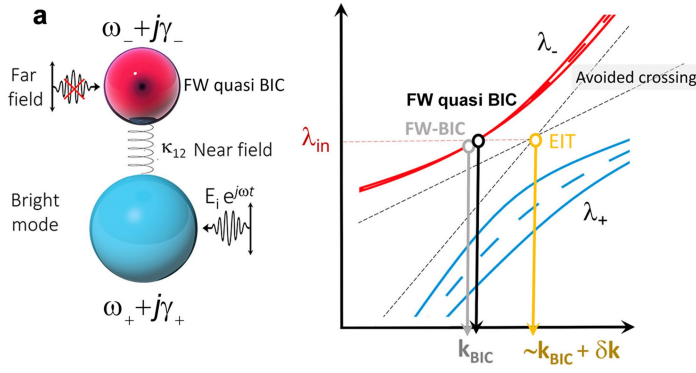 a
ω₋+jγ₋
Far
field
FW quasi BIC
κ₁₂ Near field
Bright
mode
Eᵢ e^{jωt}
ω₊+jγ₊
λ₋
Avoided crossing
FW quasi BIC
FW-BIC
λᵢₙ
EIT
λ₊
k_BIC
~k_BIC + δk